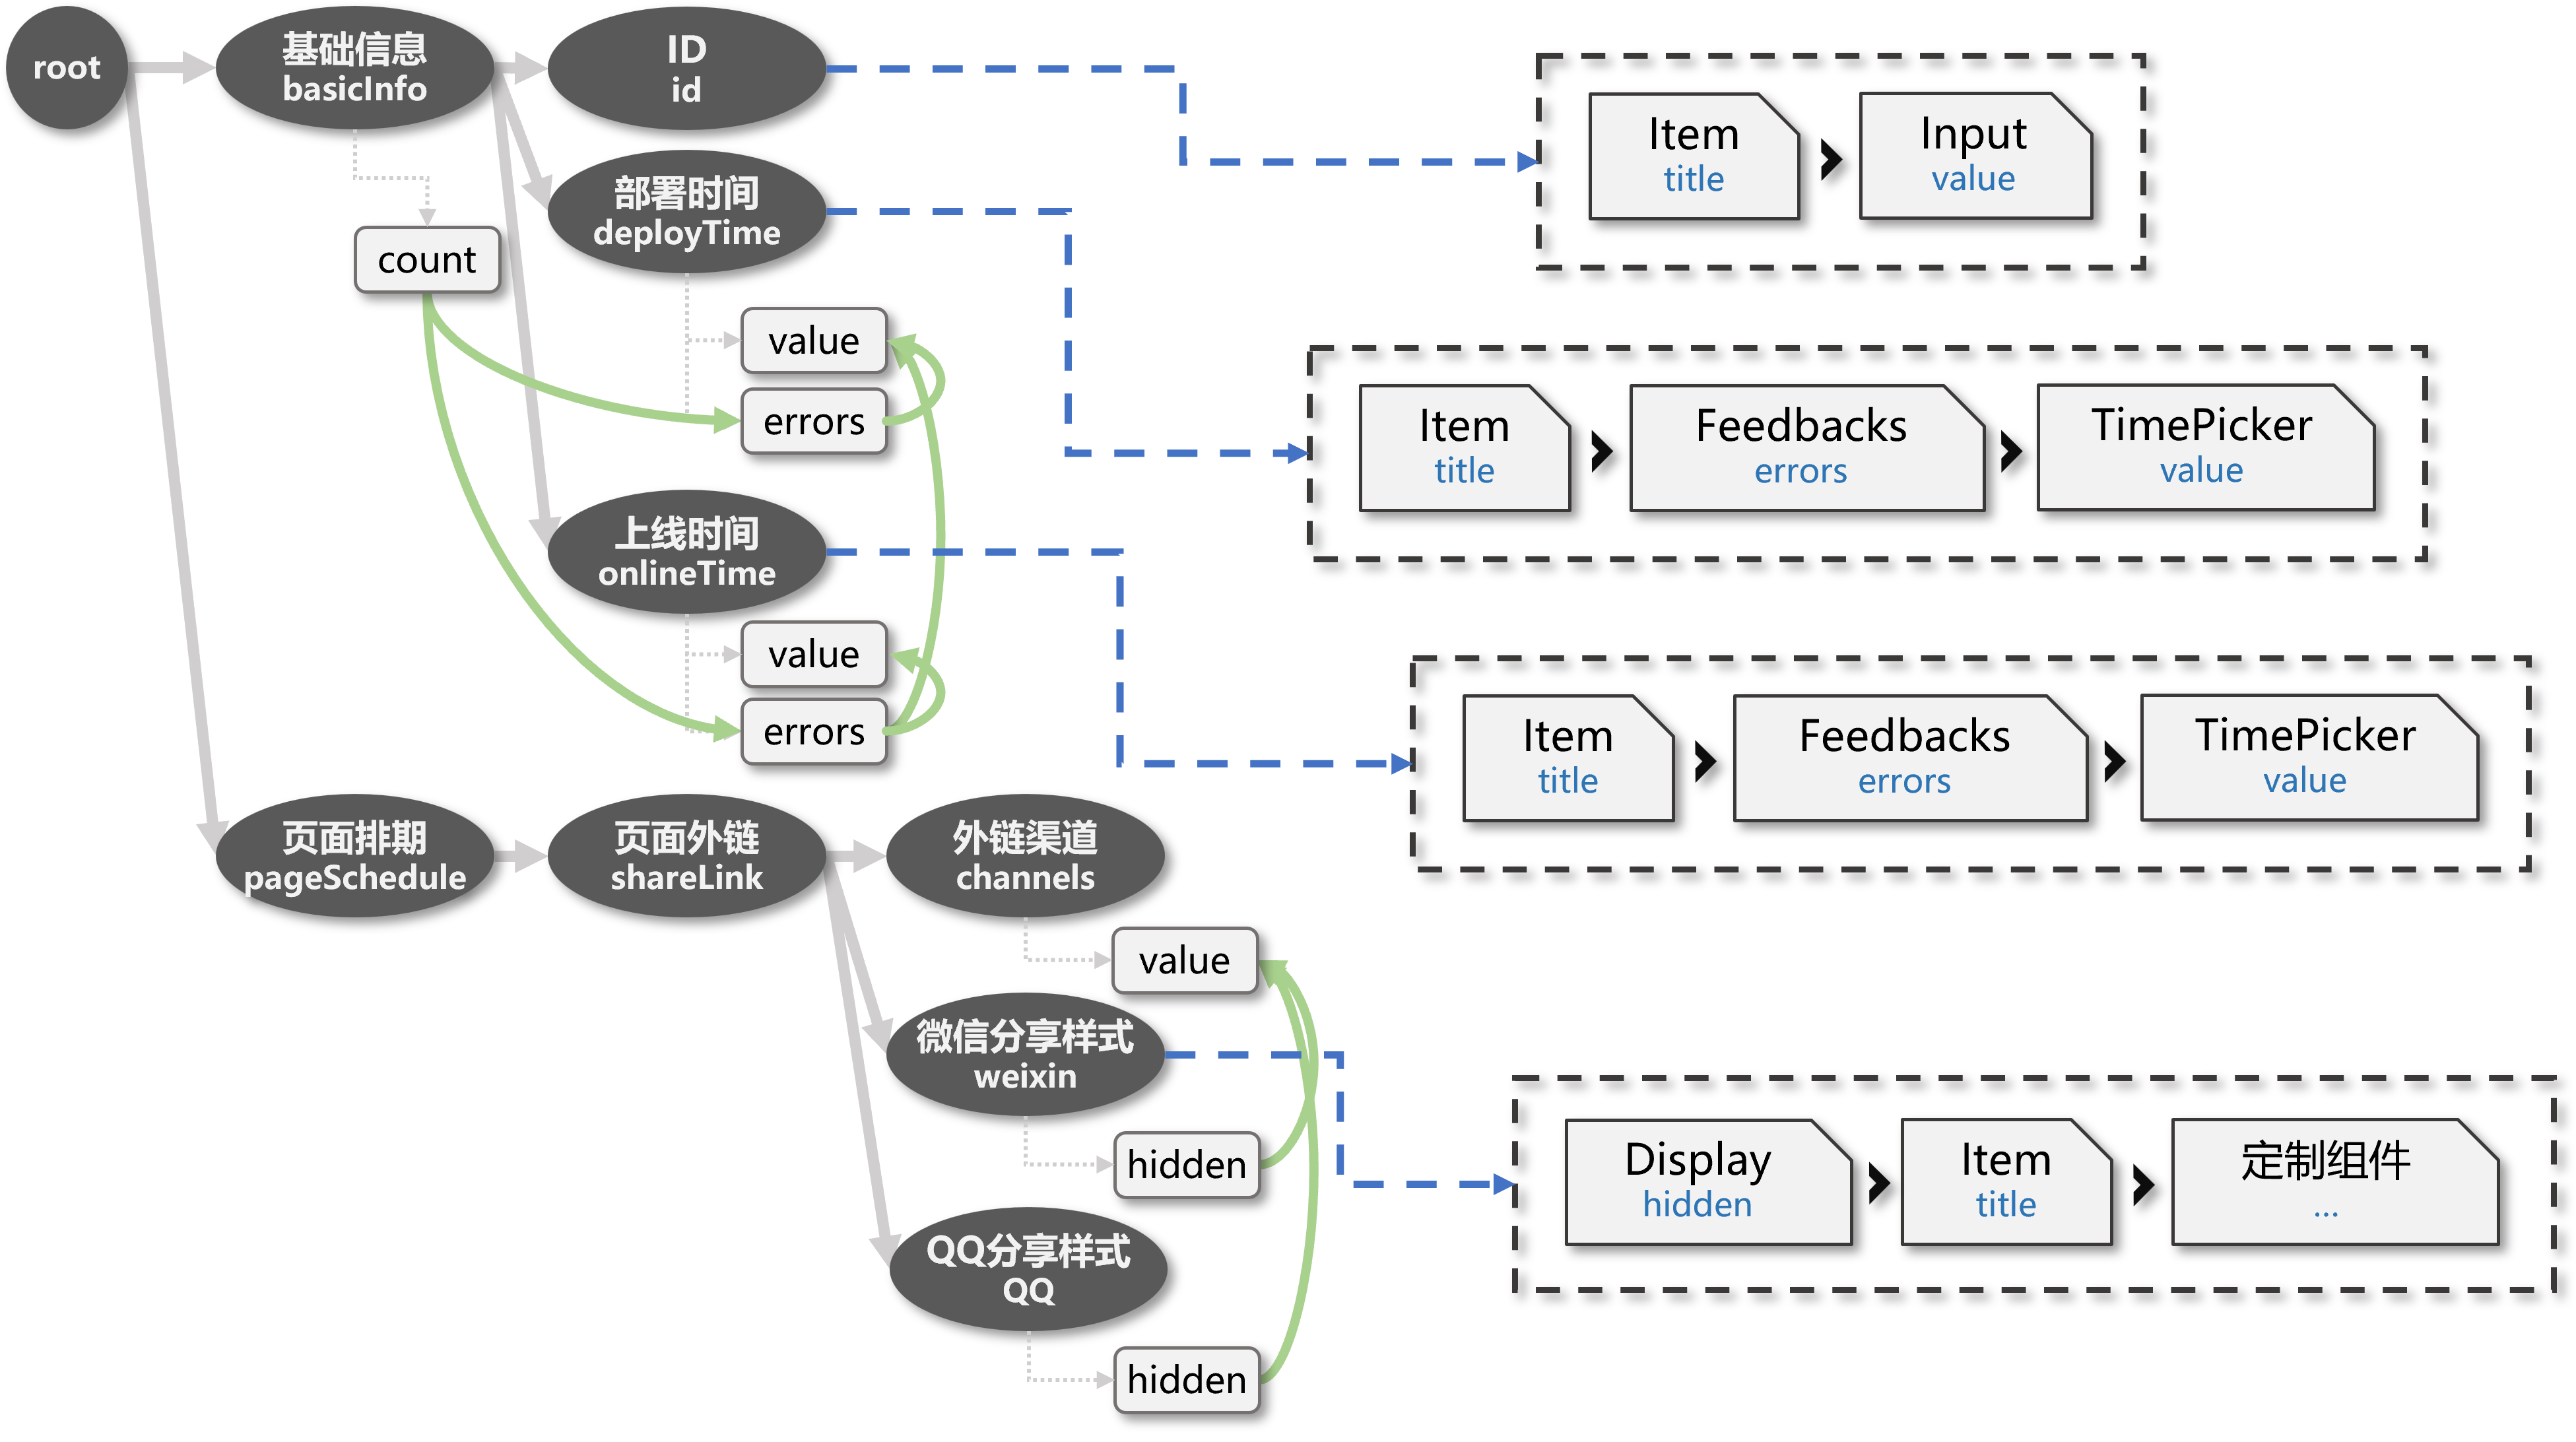 root
基础信息
basicInfo
ID
id
Item
title
Input
value
部署时间
deployTime
count
value
errors
Item
title
Feedbacks
errors
TimePicker
value
上线时间
onlineTime
value
errors
Item
title
Feedbacks
errors
TimePicker
value
页面排期
pageSchedule
页面外链
shareLink
外链渠道
channels
value
微信分享样式
weixin
hidden
Display
hidden
Item
title
定制组件
...
QQ分享样式
QQ
hidden